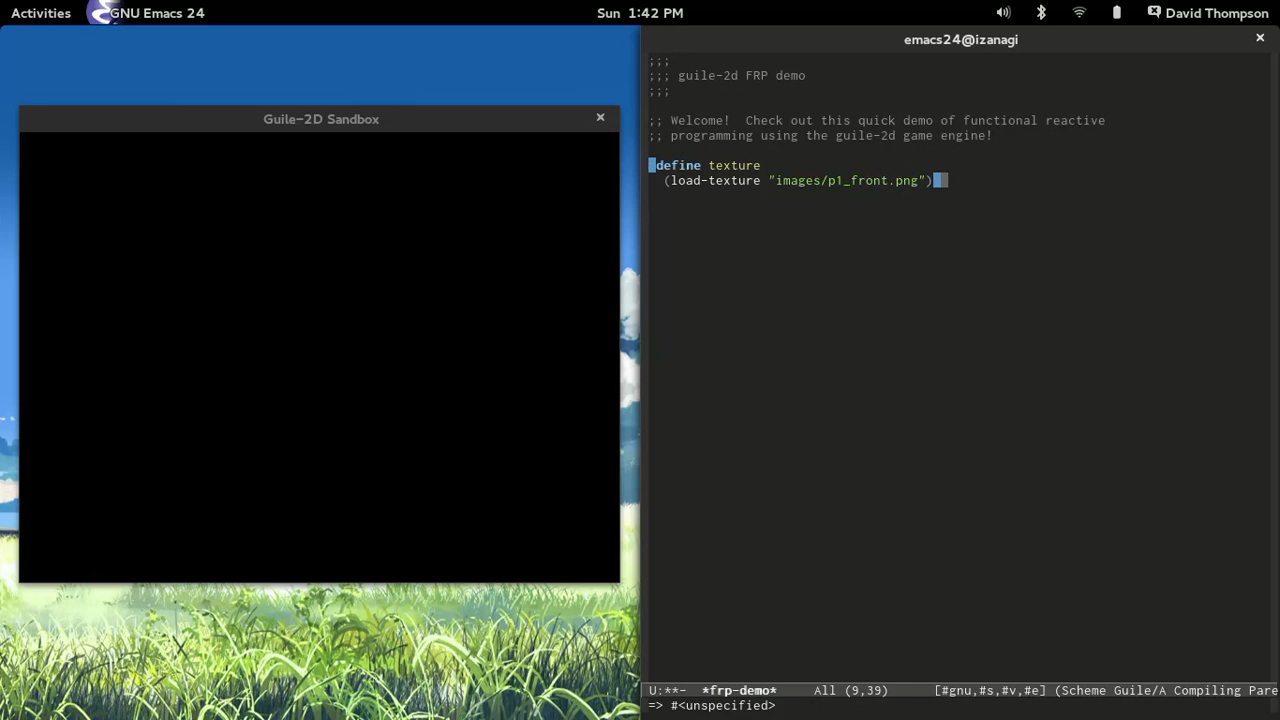 Activities
GNU Emacs 24
Sun 1:42 PM
David Thompson
Guile-2D Sandbox
emacs24@izanagi
;;;
;;; guile-2d FRP demo
;;;
;; Welcome!  Check out this quick demo of functional reactive
;; programming using the guile-2d game engine!
(define texture
  (load-texture "images/p1_front.png"))
U:**-  *frp-demo*     All (9,39)      [#gnu,#s,#v,#e] (Scheme Guile/A Compiling Pare
=> #<unspecified>